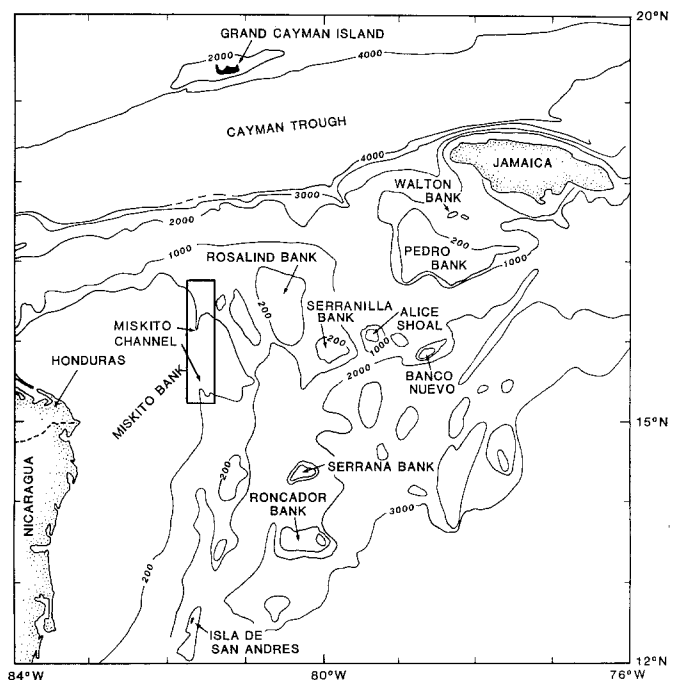 20°N
GRAND CAYMAN ISLAND
2000
4000
CAYMAN TROUGH
4000
JAMAICA
3000
WALTON
BANK
2000
200
1000
PEDRO
BANK
ROSALIND BANK
1000
200
SERRANILLA
BANK
ALICE
SHOAL
200
1000
MISKITO
CHANNEL
2000
HONDURAS
MISKITO BANK
BANCO
NUEVO
15°N
NICARAGUA
200
SERRANA BANK
RONCADOR
BANK
3000
200
ISLA DE
SAN ANDRES
12°N
84°W
80°W
76°W